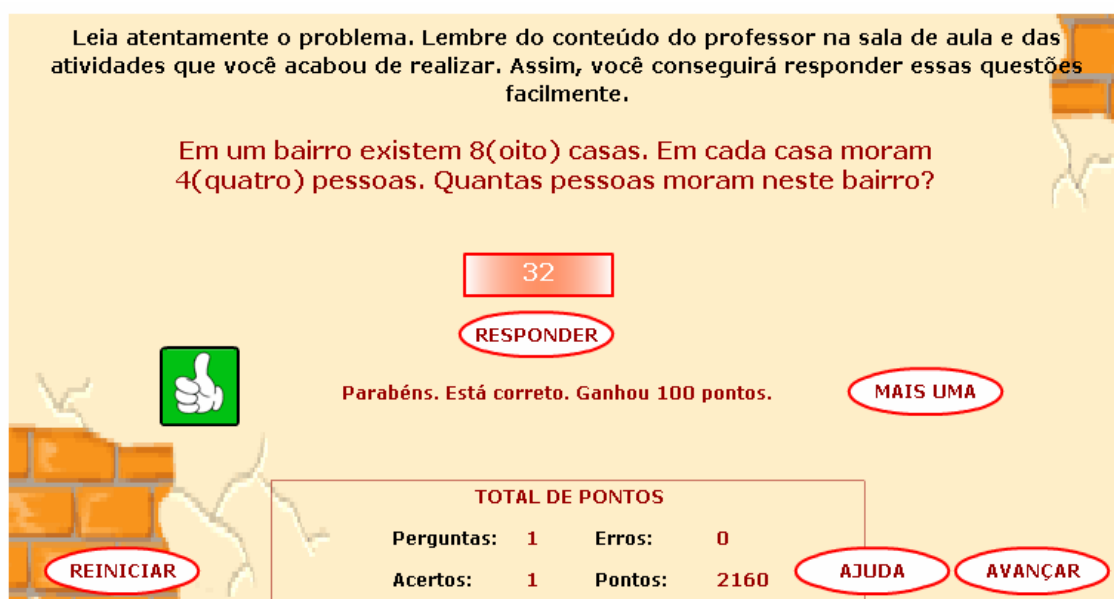 Leia atentamente o problema. Lembre do conteúdo do professor na sala de aula e das
atividades que você acabou de realizar. Assim, você conseguirá responder essas questões
facilmente.
Em um bairro existem 8(oito) casas. Em cada casa moram
4(quatro) pessoas. Quantas pessoas moram neste bairro?
32
RESPONDER
Parabéns. Está correto. Ganhou 100 pontos.
MAIS UMA
TOTAL DE PONTOS
Perguntas: 1 Erros: 0
Acertos: 1 Pontos: 2160
REINICIAR
AJUDA
AVANÇAR